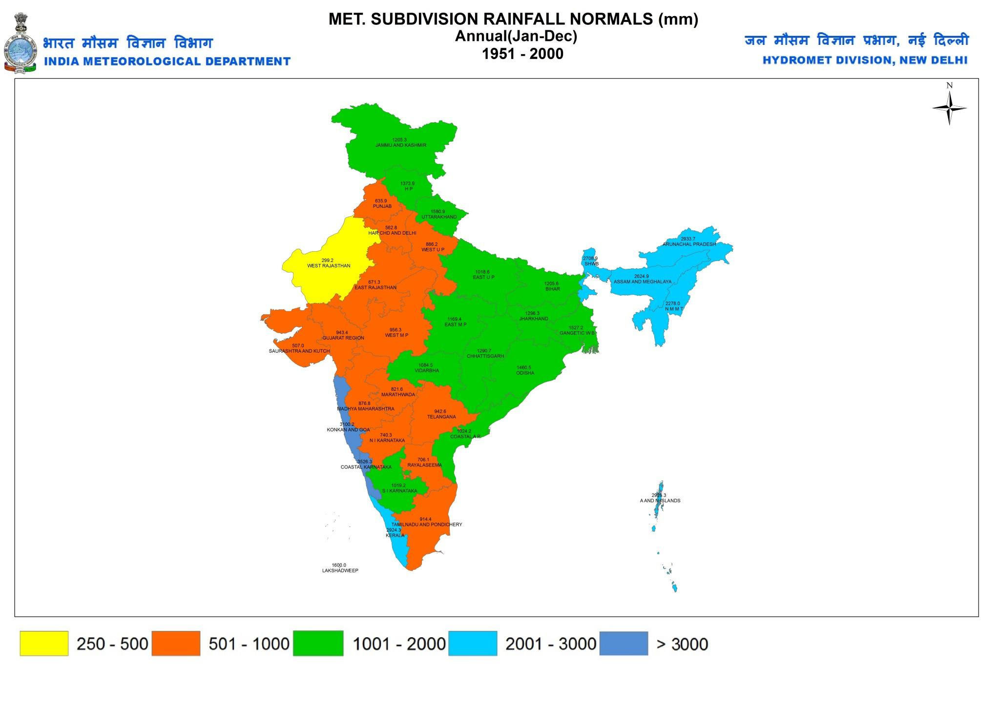 MET. SUBDIVISION RAINFALL NORMALS (mm)
Annual(Jan-Dec)
1951 - 2000
भारत मौसम विज्ञान विभाग
INDIA METEOROLOGICAL DEPARTMENT
जल मौसम विज्ञान प्रभाग, नई दिल्ली
HYDROMET DIVISION, NEW DELHI
N
1205.3
JAMMU AND KASHMIR
1373.9
H P
635.9
PUNJAB
1580.9
UTTARAKHAND
562.8
HAR CHD AND DELHI
886.2
WEST U P
2933.7
ARUNACHAL PRADESH
299.2
WEST RAJASTHAN
2708.9
SHWB
1018.6
EAST U P
2624.9
ASSAM AND MEGHALAYA
671.3
EAST RAJASTHAN
1205.6
BIHAR
2278.0
N M M T
1296.3
JHARKHAND
1169.4
EAST M P
956.3
WEST M P
943.4
GUJARAT REGION
1527.2
GANGETIC W B
507.0
SAURASHTRA AND KUTCH
1290.7
CHHATTISGARH
1084.5
VIDARBHA
1460.5
ODISHA
821.6
MARATHWADA
876.8
MADHYA MAHARASHTRA
942.6
TELANGANA
3100.2
KONKAN AND GOA
1024.2
COASTAL A P
740.3
N I KARNATAKA
3526.3
COASTAL KARNATAKA
706.1
RAYALASEEMA
1019.2
S I KARNATAKA
2926.3
A AND N ISLANDS
914.4
TAMILNADU AND PONDICHERY
2924.3
KERALA
1600.0
LAKSHADWEEP
250 - 500
501 - 1000
1001 - 2000
2001 - 3000
> 3000